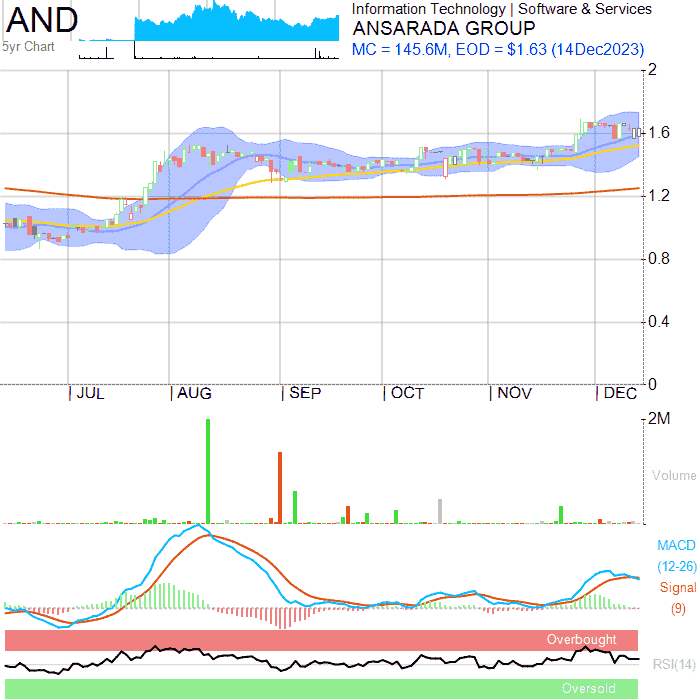 AND
5yr Chart
Information Technology | Software & Services
ANSARADA GROUP
MC = 145.6M, EOD = $1.63 (14Dec2023)
2
1.6
1.2
0.8
0.4
0
JUL AUG SEP OCT NOV DEC
2M
Volume
MACD
(12-26)
Signal
(9)
Overbought
RSI(14)
Oversold